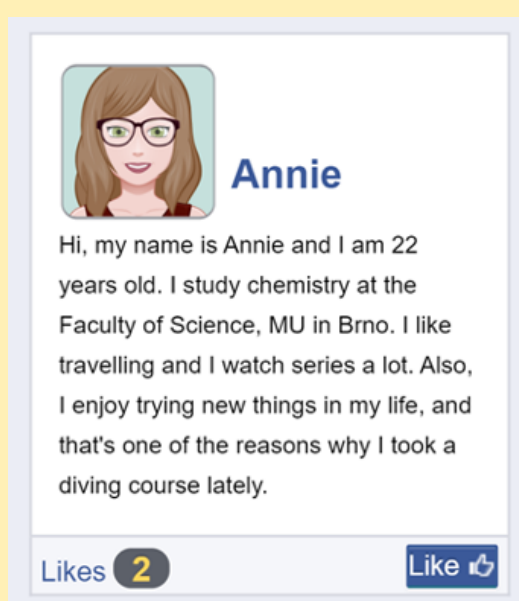 Annie
Hi, my name is Annie and I am 22
years old. I study chemistry at the
Faculty of Science, MU in Brno. I like
travelling and I watch series a lot. Also,
I enjoy trying new things in my life, and
that's one of the reasons why I took a
diving course lately.
Likes 2 Like